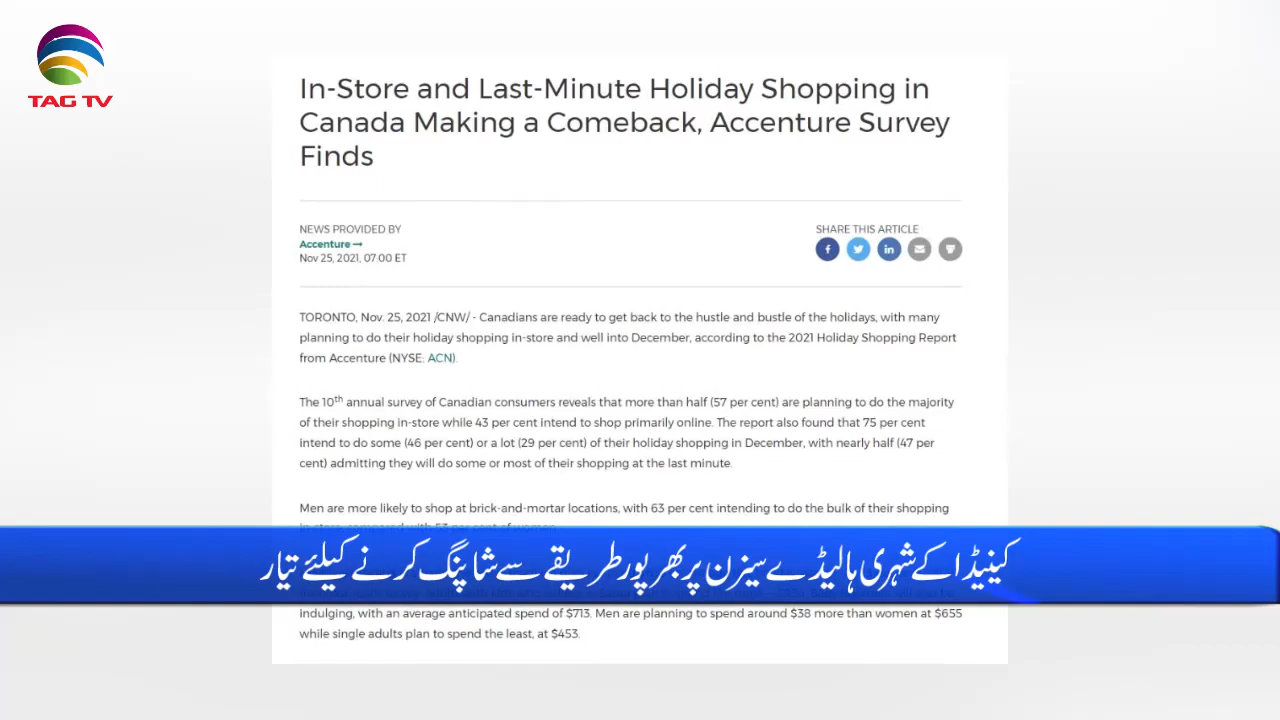 TAG TV
In-Store and Last-Minute Holiday Shopping in
Canada Making a Comeback, Accenture Survey
Finds
NEWS PROVIDED BY
Accenture →
Nov 25, 2021, 07:00 ET
SHARE THIS ARTICLE
TORONTO, Nov. 25, 2021 /CNW/ - Canadians are ready to get back to the hustle and bustle of the holidays, with many
planning to do their holiday shopping in-store and well into December, according to the 2021 Holiday Shopping Report
from Accenture (NYSE: ACN).
The 10th annual survey of Canadian consumers reveals that more than half (57 per cent) are planning to do the majority
of their shopping in-store while 43 per cent intend to shop primarily online. The report also found that 75 per cent
intend to do some (46 per cent) or a lot (29 per cent) of their holiday shopping in December, with nearly half (47 per
cent) admitting they will do some or most of their shopping at the last minute.
Men are more likely to shop at brick-and-mortar locations, with 63 per cent intending to do the bulk of their shopping
in-store, compared with 53 per cent of women.
کینیڈا کے شہری ہالیڈے سیزن پر بھرپور طریقے سے شاپنگ کرنے کیلئے تیار
indulging, with an average anticipated spend of $713. Men are planning to spend around $38 more than women at $655
while single adults plan to spend the least, at $453.